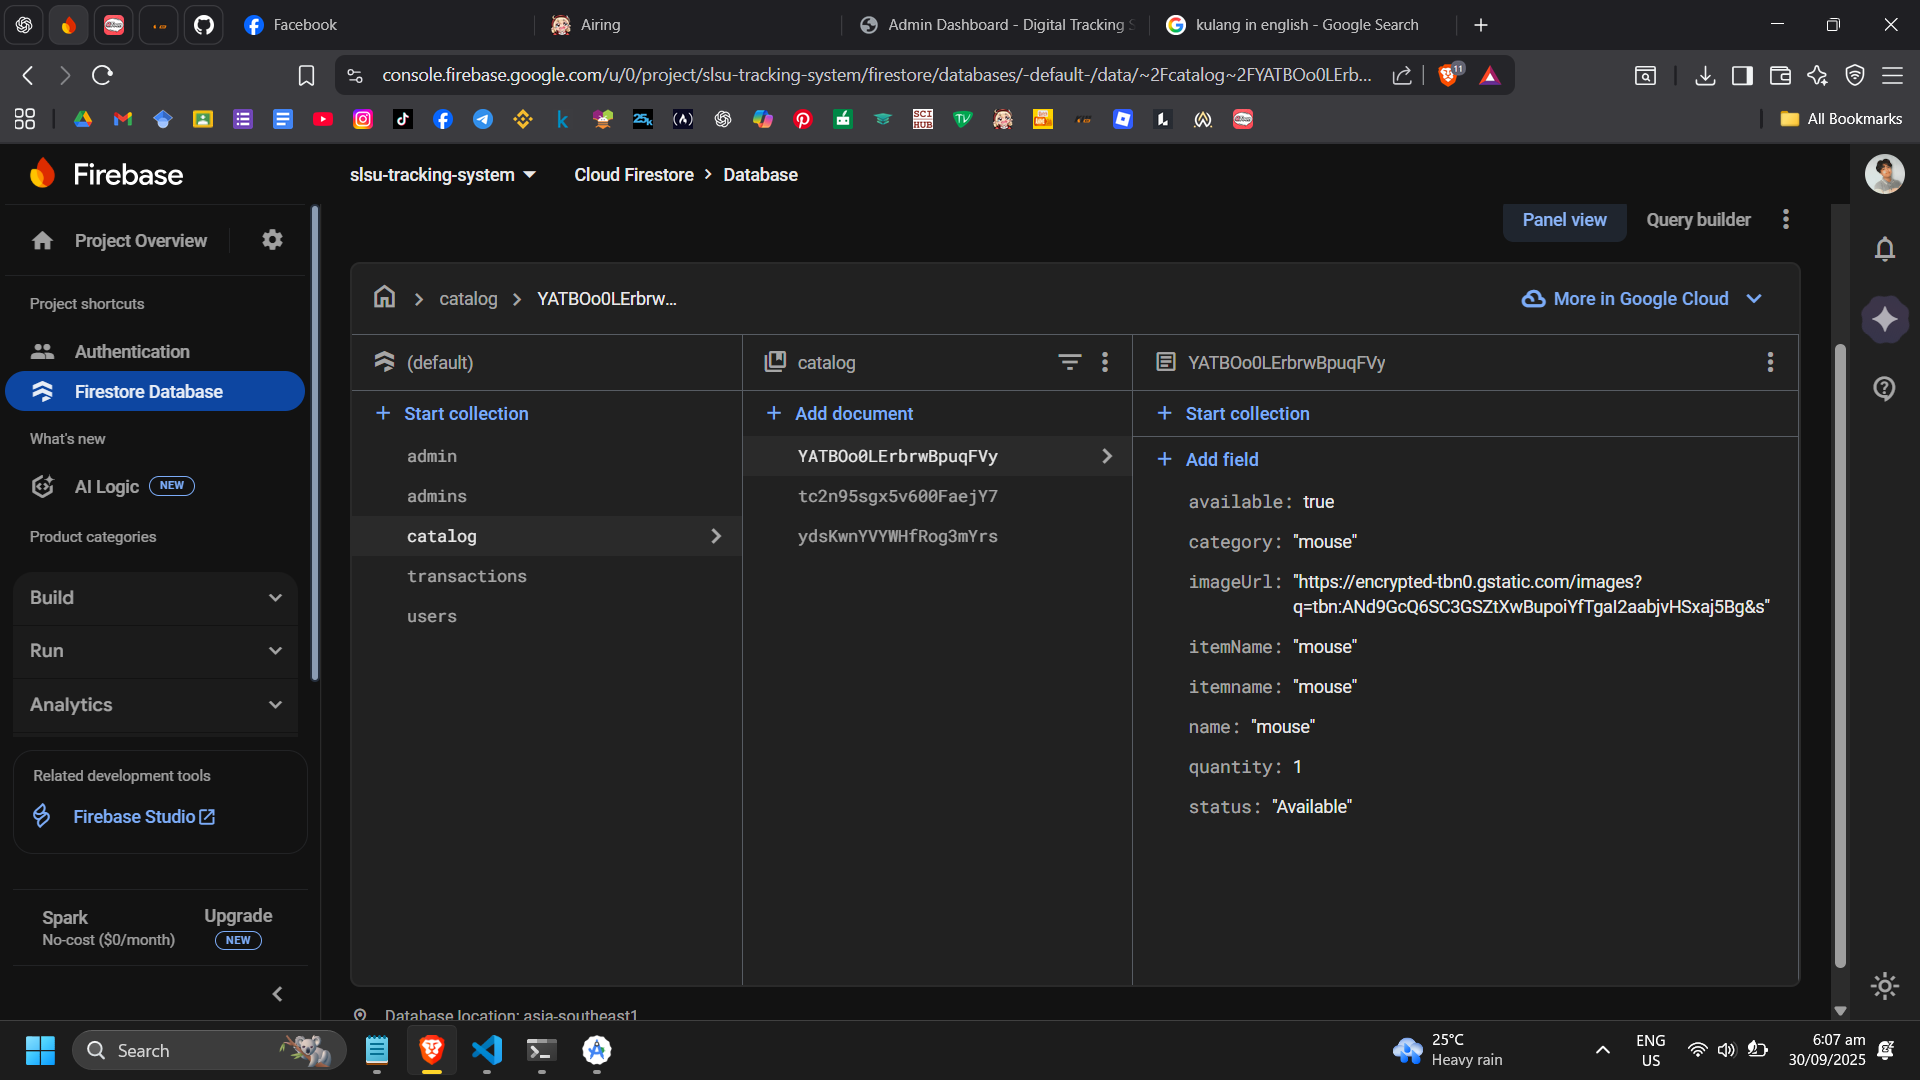 Facebook
Airing
Admin Dashboard - Digital Tracking S
kulang in english - Google Search
console.firebase.google.com/u/0/project/slsu-tracking-system/firestore/databases/-default-/data/~2Fcatalog~2FYATBOo0LErb...
11
25k
SCI HUB
All Bookmarks
Firebase
slsu-tracking-system
Cloud Firestore
Database
Project Overview
Panel view
Query builder
Project shortcuts
catalog
YATBOo0LErbrw...
More in Google Cloud
Authentication
Firestore Database
What's new
AI Logic NEW
Product categories
Build
Run
Analytics
Related development tools
Firebase Studio
Spark
No-cost ($0/month)
Upgrade
NEW
(default)
Start collection
admin
admins
catalog
transactions
users
catalog
Add document
YATBOo0LErbrwBpuqFVy
tc2n95sgx5v600FaejY7
ydsKwnYVYWHfRog3mYrs
YATBOo0LErbrwBpuqFVy
Start collection
Add field
available: true
category: "mouse"
imageUrl: "https://encrypted-tbn0.gstatic.com/images?
q=tbn:ANd9GcQ6SC3GSZtXwBupoiYfTgaI2aabjvHSxaj5Bg&s"
itemName: "mouse"
itemname: "mouse"
name: "mouse"
quantity: 1
status: "Available"
Database location: asia-southeast1
Search
25°C
Heavy rain
ENG
US
6:07 am
30/09/2025